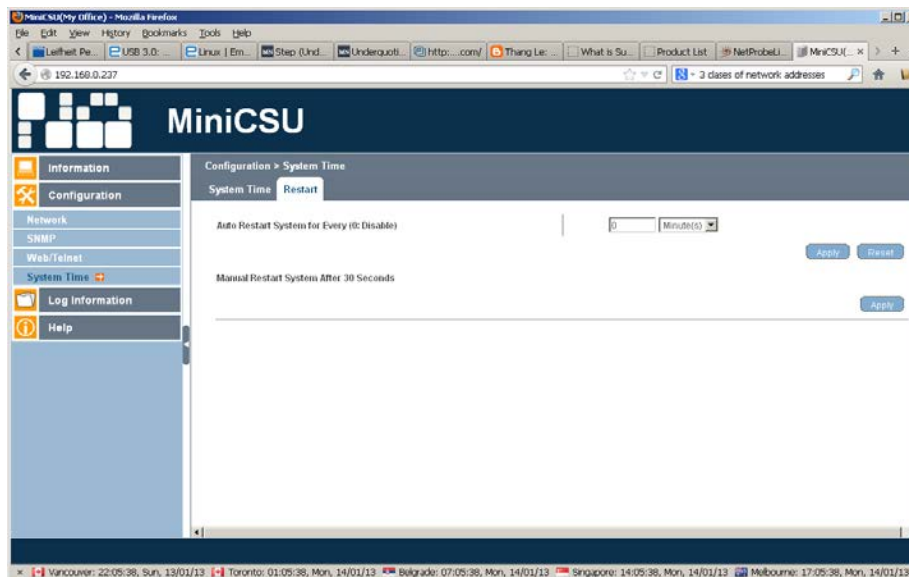 MiniCSU(My Office) - Mozilla Firefox
File Edit View History Bookmarks Tools Help
Leifheit Pe... USB 3.0: ... Linux | Em... Step (Und... Underquoti... http:....com/ Thang Le: ... What is Su... Product List NetProbeLi... MiniCSU(...
192.168.0.237
3 clases of network addresses
MiniCSU
Information
Configuration
Network
SNMP
Web/Telnet
System Time
Log Information
Help
Configuration > System Time
System Time Restart
Auto Restart System for Every (0: Disable) 0 Minute(s)
Apply Reset
Manual Restart System After 30 Seconds
Apply
Vancouver: 22:05:38, Sun, 13/01/13 Toronto: 01:05:38, Mon, 14/01/13 Belgrade: 07:05:38, Mon, 14/01/13 Singapore: 14:05:38, Mon, 14/01/13 Melbourne: 17:05:38, Mon, 14/01/13